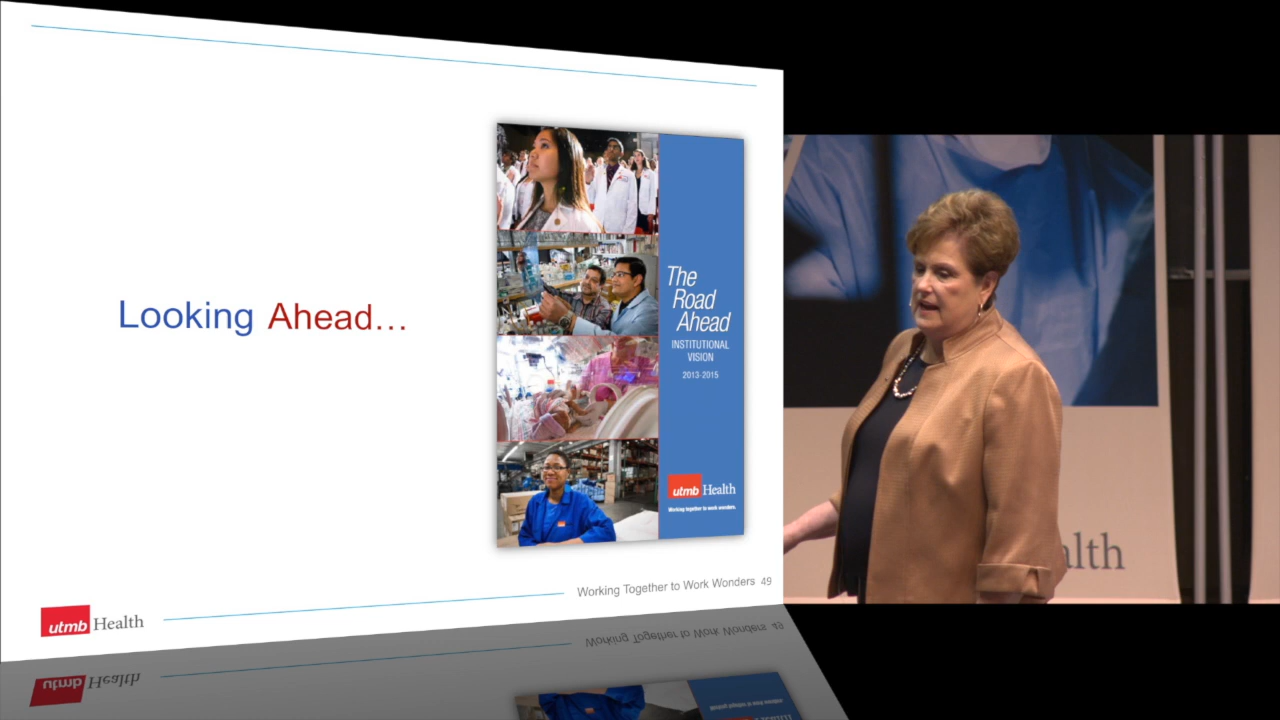 Looking Ahead...
The
Road
Ahead
INSTITUTIONAL
VISION
2013-2015
utmb Health
Working together to work wonders.
Working Together to Work Wonders 49
utmb Health
alth